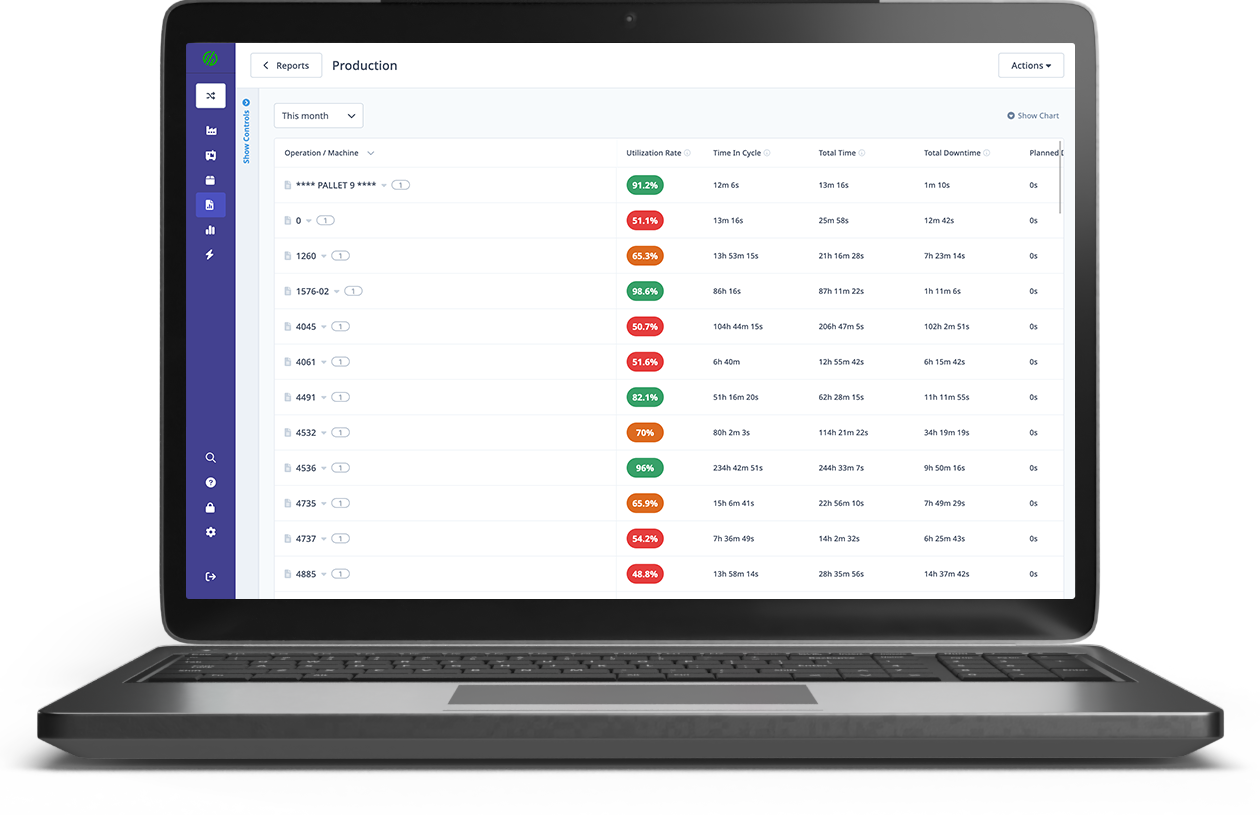 Reports Production Actions
Show Controls
This month
Show Chart
Operation / Machine Utilization Rate Time In Cycle Total Time Total Downtime Planned
**** PALLET 9 **** 1 91.2% 12m 6s 13m 16s 1m 10s 0s
0 1 51.1% 13m 16s 25m 58s 12m 42s 0s
1260 1 65.3% 13h 53m 15s 21h 16m 28s 7h 23m 14s 0s
1576-02 1 98.6% 86h 16s 87h 11m 22s 1h 11m 6s 0s
4045 1 50.7% 104h 44m 15s 206h 47m 5s 102h 2m 51s 0s
4061 1 51.6% 6h 40m 12h 55m 42s 6h 15m 42s 0s
4491 1 82.1% 51h 16m 20s 62h 28m 15s 11h 11m 55s 0s
4532 1 70% 80h 2m 3s 114h 21m 22s 34h 19m 19s 0s
4536 1 96% 234h 42m 51s 244h 33m 7s 9h 50m 16s 0s
4735 1 65.9% 15h 6m 41s 22h 56m 10s 7h 49m 29s 0s
4737 1 54.2% 7h 36m 49s 14h 2m 32s 6h 25m 43s 0s
4885 1 48.8% 13h 58m 14s 28h 35m 56s 14h 37m 42s 0s